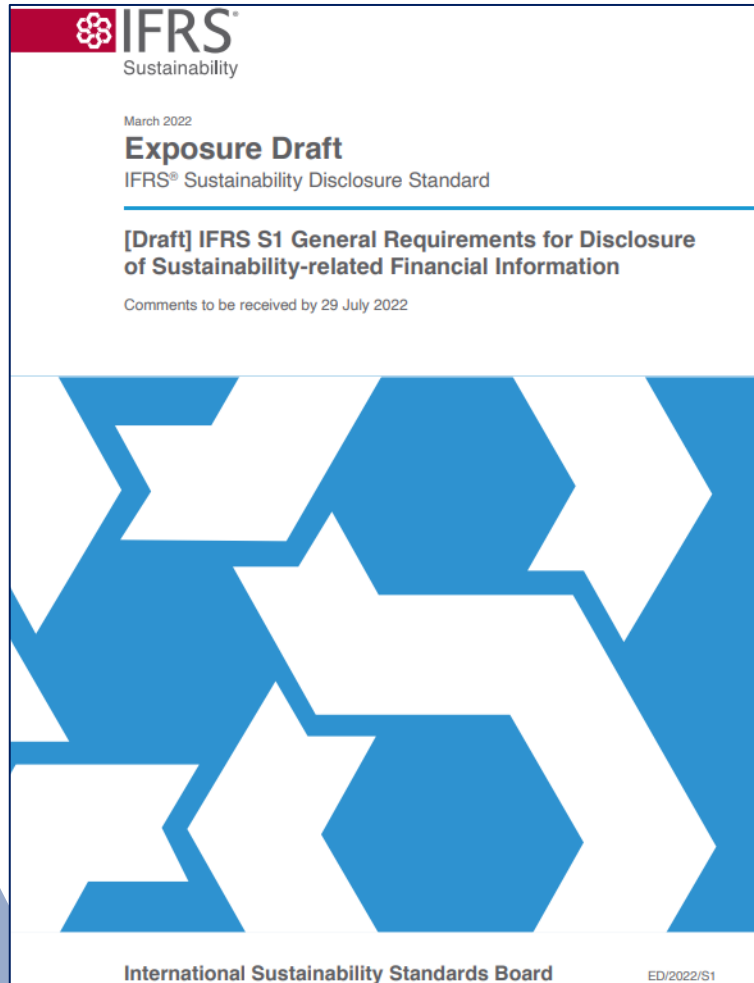 IFRS®
Sustainability
March 2022
Exposure Draft
IFRS® Sustainability Disclosure Standard
[Draft] IFRS S1 General Requirements for Disclosure
of Sustainability-related Financial Information
Comments to be received by 29 July 2022
International Sustainability Standards Board
ED/2022/S1